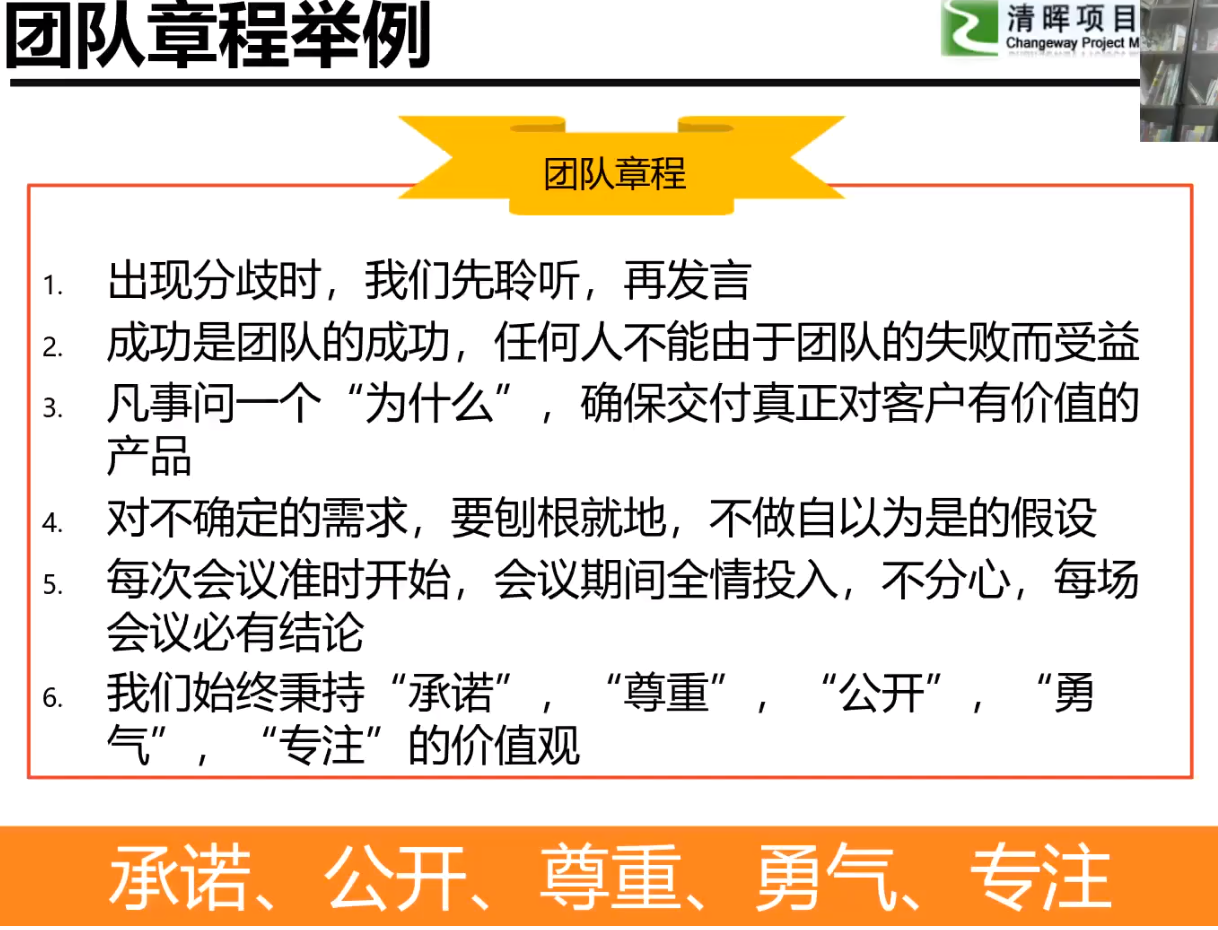 团队章程举例
清晖项目
Changeway Project M
团队章程
1. 出现分歧时，我们先聆听，再发言
2. 成功是团队的成功，任何人不能由于团队的失败而受益
3. 凡事问一个“为什么”，确保交付真正对客户有价值的
产品
4. 对不确定的需求，要刨根就地，不做自以为是的假设
5. 每次会议准时开始，会议期间全情投入，不分心，每场
会议必有结论
6. 我们始终秉持“承诺”，“尊重”，“公开”，“勇
气”，“专注”的价值观
承诺、公开、尊重、勇气、专注